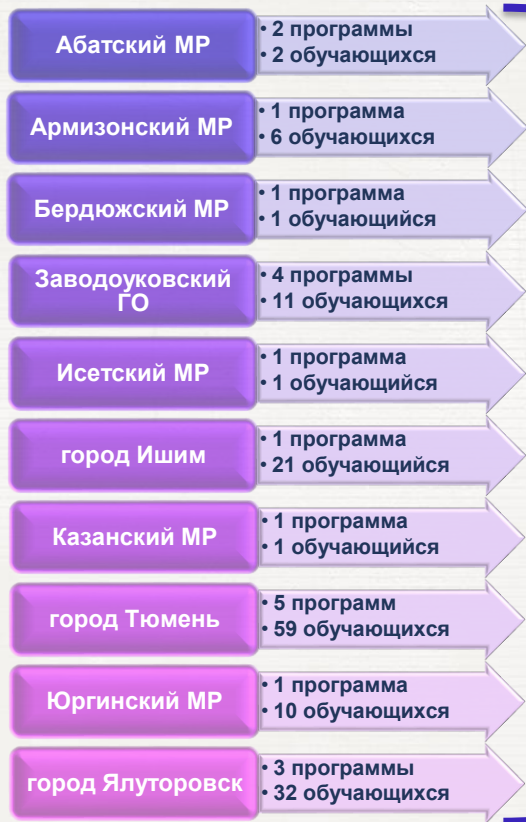 Абатский МР
• 2 программы
• 2 обучающихся
Армизонский МР
• 1 программа
• 6 обучающихся
Бердюжский МР
• 1 программа
• 1 обучающийся
Заводоуковский
ГО
• 4 программы
• 11 обучающихся
Исетский МР
• 1 программа
• 1 обучающийся
город Ишим
• 1 программа
• 21 обучающийся
Казанский МР
• 1 программа
• 1 обучающийся
город Тюмень
• 5 программ
• 59 обучающихся
Юргинский МР
• 1 программа
• 10 обучающихся
город Ялуторовск
• 3 программы
• 32 обучающихся